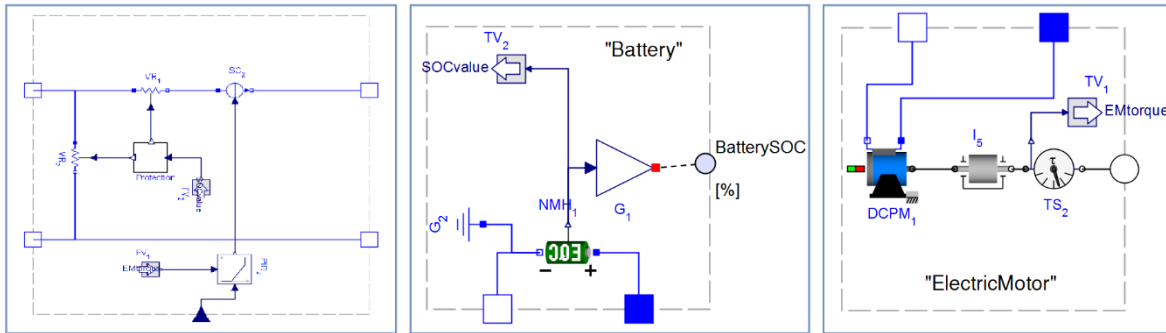 VR₁
SC₂
Protection
SOCvalue
FV₁
EMtorque
"Battery"
TV₂
SOCvalue
BatterySOC
[%]
NMH₁
G₁
G₂
EQC
− +
TV₁
EMtorque
I₅
τ
DCPM₁
TS₂
"ElectricMotor"